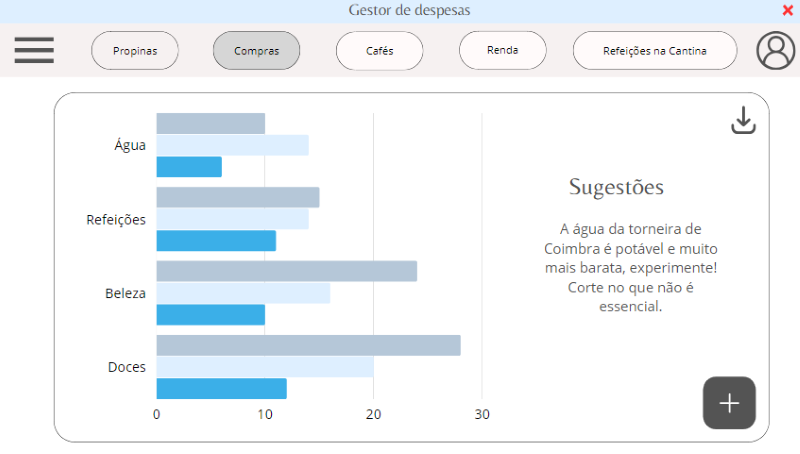 Gestor de despesas
Propinas
Compras
Cafés
Renda
Refeições na Cantina
Água
Refeições
Beleza
Doces
0
10
20
30
Sugestões
A água da torneira de
Coimbra é potável e muito
mais barata, experimente!
Corte no que não é
essencial.